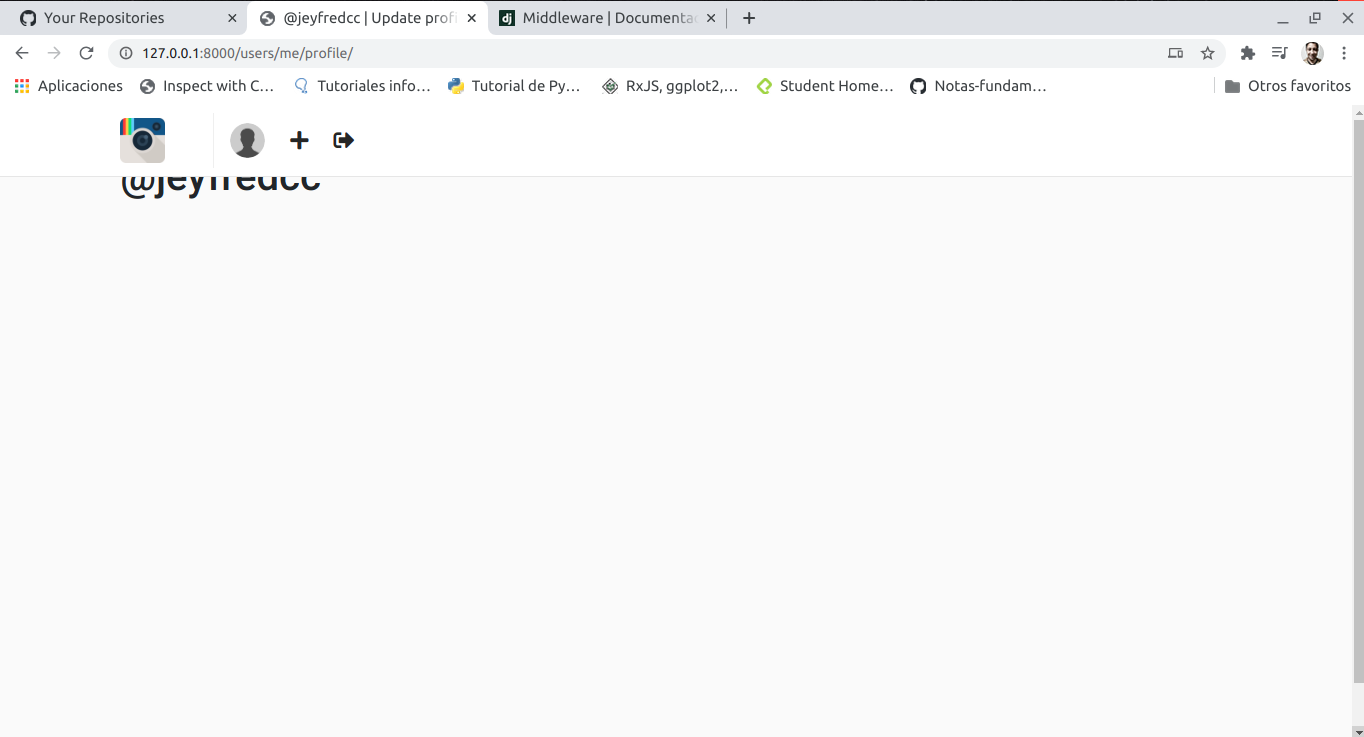 Your Repositories
@jeyfredcc | Update profi
Middleware | Documentac
127.0.0.1:8000/users/me/profile/
Aplicaciones
Inspect with C...
Tutoriales info...
Tutorial de Py...
RxJS, ggplot2,...
Student Home...
Notas-fundam...
Otros favoritos
@jeyfredcc